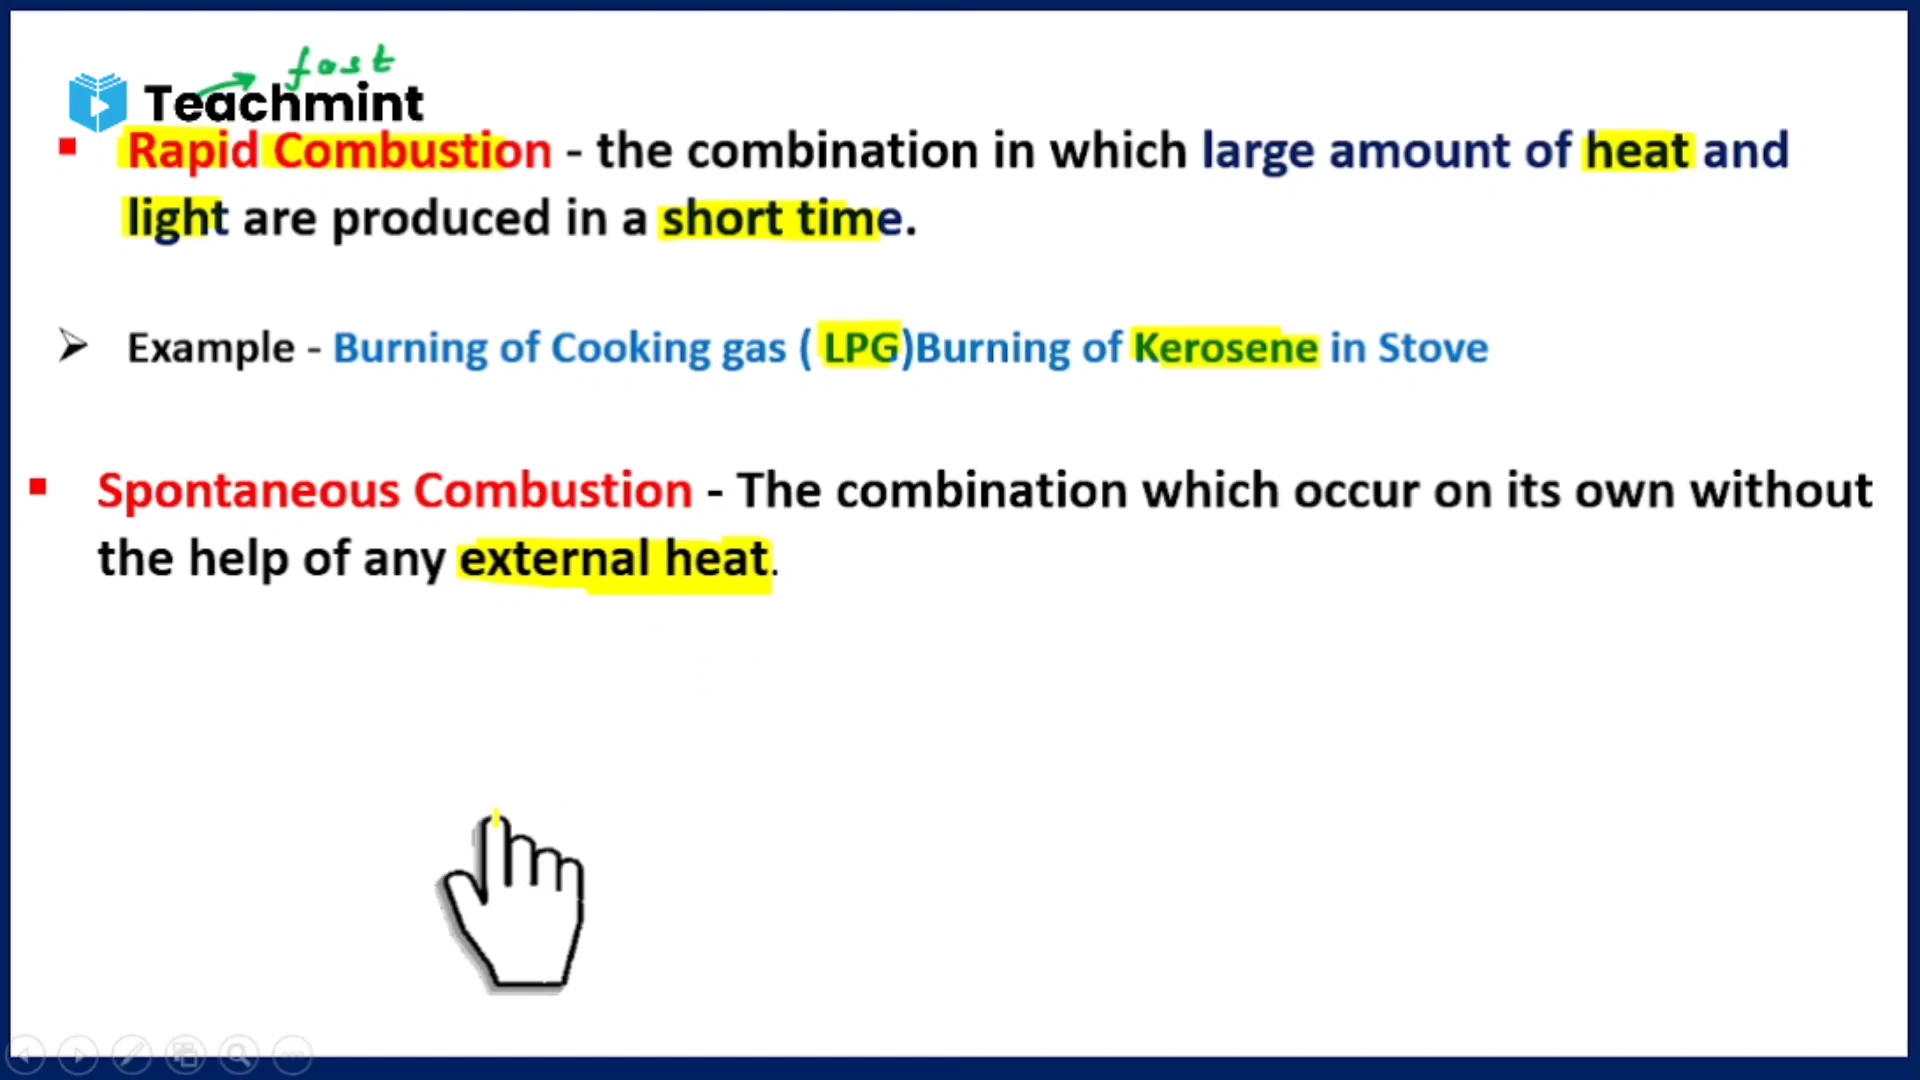 fast
Teachmint
Rapid Combustion - the combination in which large amount of heat and
light are produced in a short time.
Example - Burning of Cooking gas ( LPG)Burning of Kerosene in Stove
Spontaneous Combustion - The combination which occur on its own without
the help of any external heat.